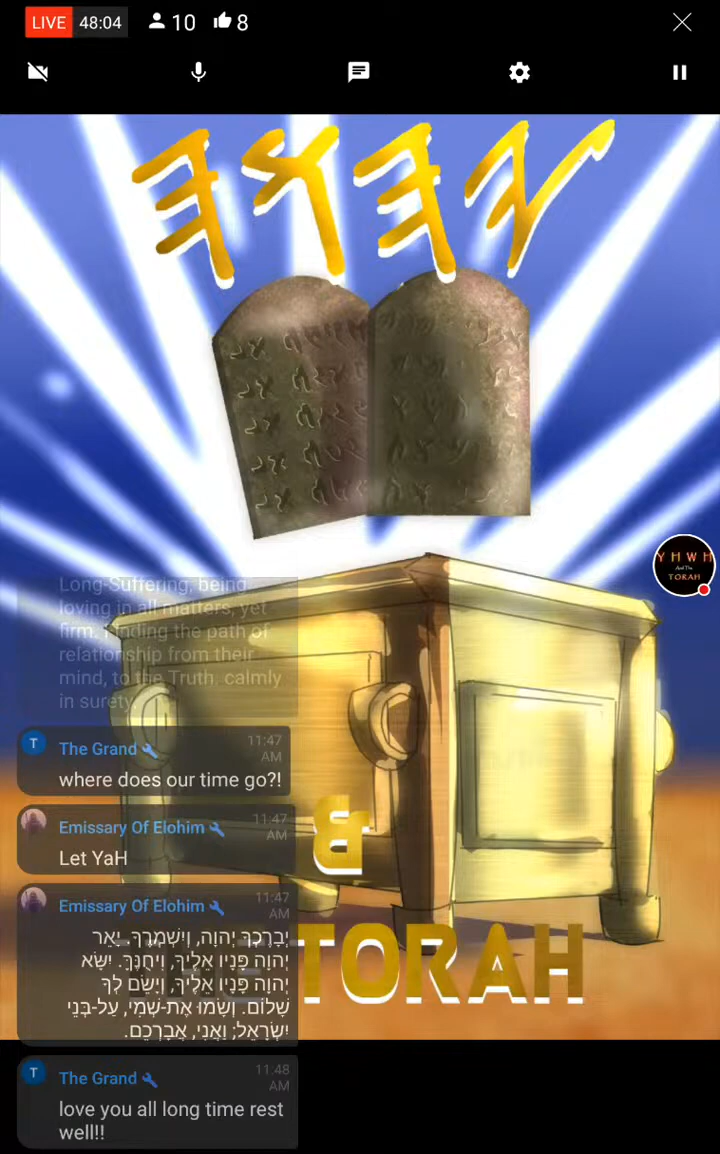 LIVE 48:04 10 8
𐤉𐤄𐤅𐤄
Y H W H
And The
TORAH
Long-Suffering, being
loving in all matters, yet
firm. Finding the path of
relationship from their
mind, to the Truth, calmly
in surety.
T The Grand 11:47 AM
where does our time go?!
Emissary Of Elohim 11:47 AM
Let YaH
Emissary Of Elohim 11:47 AM
יְבָרֶכְךָ יְהוָה, וְיִשְׁמְרֶךָ. יָאֵר
יְהוָה פָּנָיו אֵלֶיךָ, וִיחֻנֶּךָּ. יִשָּׂא
יְהוָה פָּנָיו אֵלֶיךָ, וְיָשֵׂם לְךָ
שָׁלוֹם. וְשָׂמוּ אֶת-שְׁמִי, עַל-בְּנֵי
יִשְׂרָאֵל; וַאֲנִי, אֲבָרְכֵם.
T The Grand 11:48 AM
love you all long time rest
well!!
&
THE TORAH